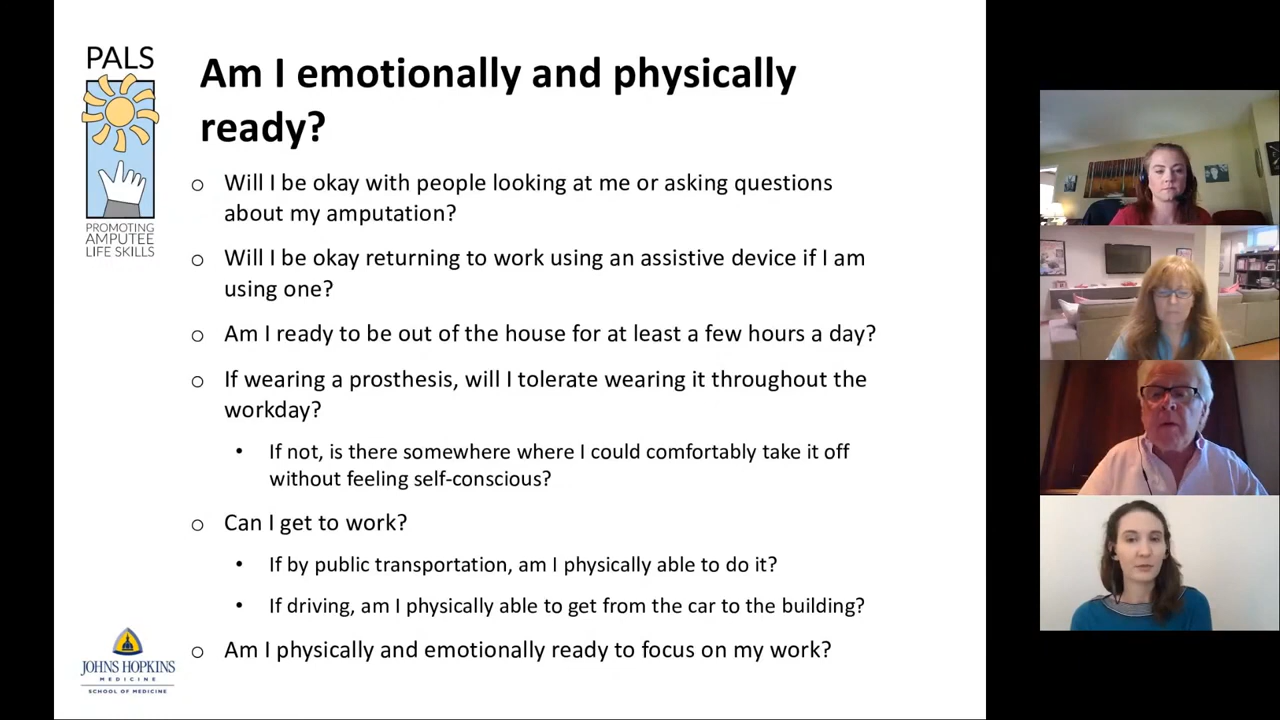 PALS
PROMOTING
AMPUTEE
LIFE SKILLS
Am I emotionally and physically
ready?
o Will I be okay with people looking at me or asking questions
about my amputation?
o Will I be okay returning to work using an assistive device if I am
using one?
o Am I ready to be out of the house for at least a few hours a day?
o If wearing a prosthesis, will I tolerate wearing it throughout the
workday?
• If not, is there somewhere where I could comfortably take it off
without feeling self-conscious?
o Can I get to work?
• If by public transportation, am I physically able to do it?
• If driving, am I physically able to get from the car to the building?
o Am I physically and emotionally ready to focus on my work?
JOHNS HOPKINS
MEDICINE
SCHOOL OF MEDICINE